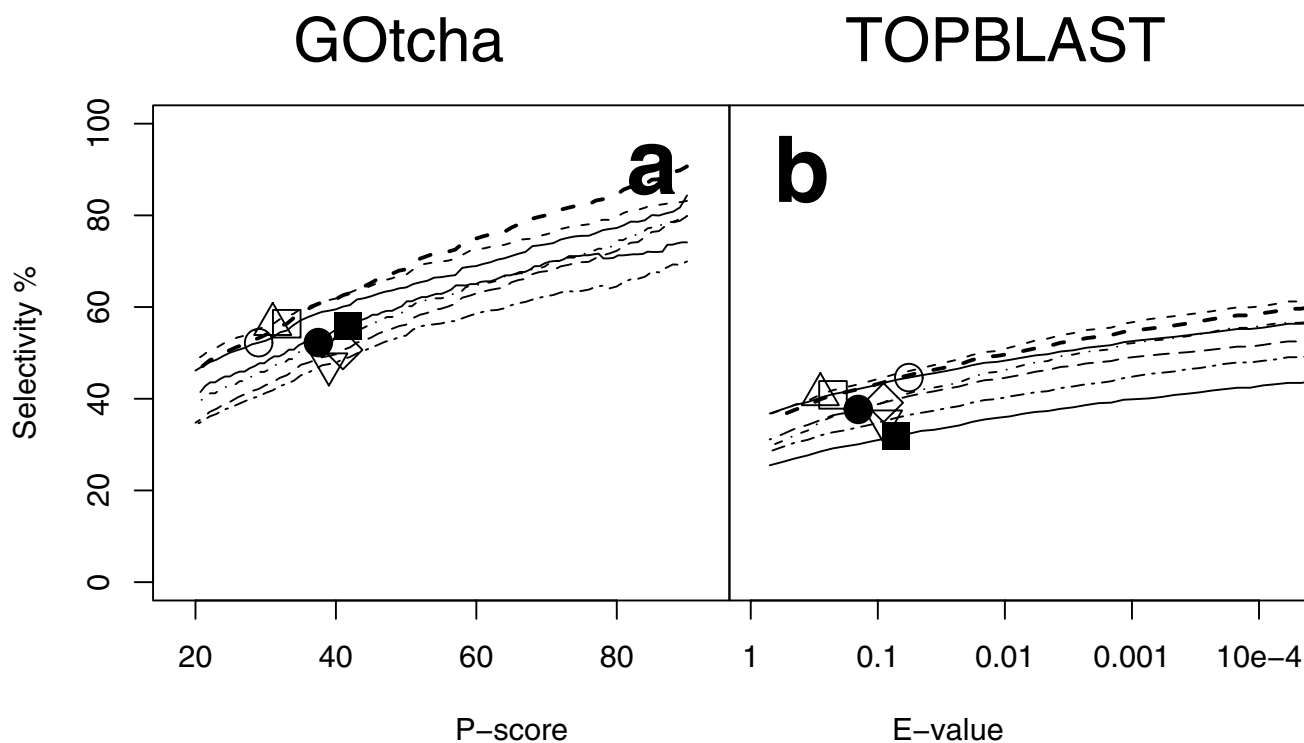 GOtcha TOPBLAST
a b
100
80
60
40
20
0
Selectivity %
20 40 60 80 1 0.1 0.01 0.001 10e−4
P−score E−value